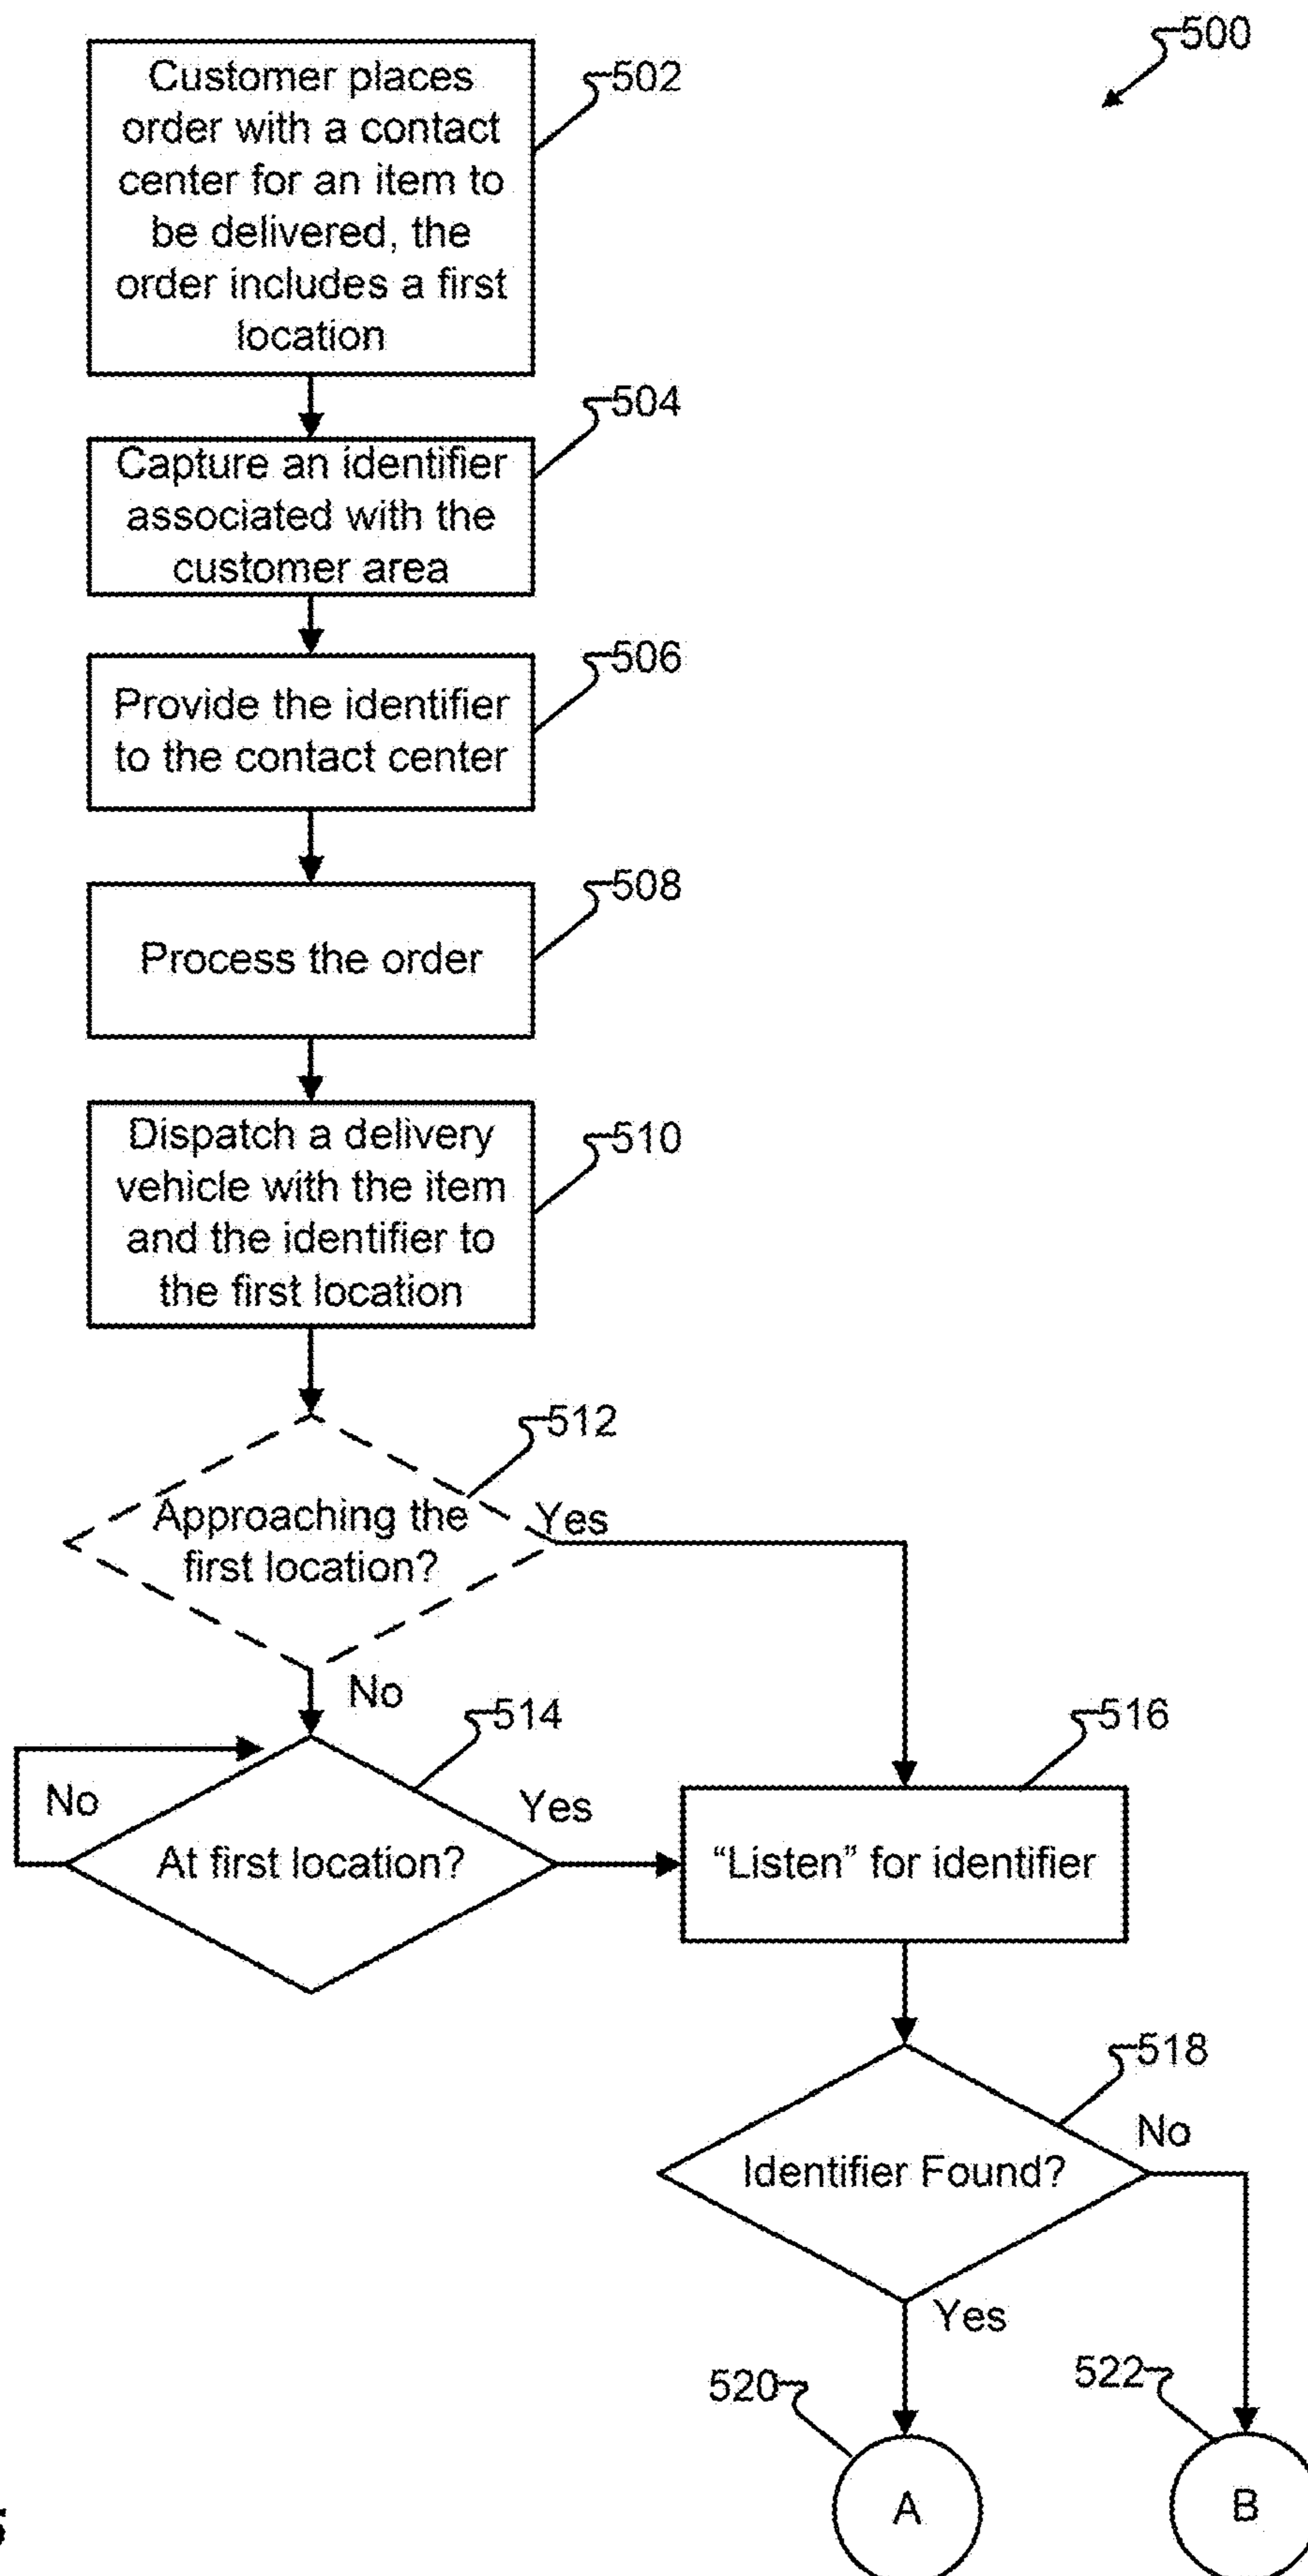 500
Customer places
order with a contact
center for an item to
be delivered, the
order includes a first
location
502
Capture an identifier
associated with the
customer area
504
Provide the identifier
to the contact center
506
Process the order
508
Dispatch a delivery
vehicle with the item
and the identifier to
the first location
510
Approaching the
first location?
512
Yes
No
At first location?
514
No
Yes
“Listen” for identifier
516
Identifier Found?
518
No
Yes
520
A
522
B